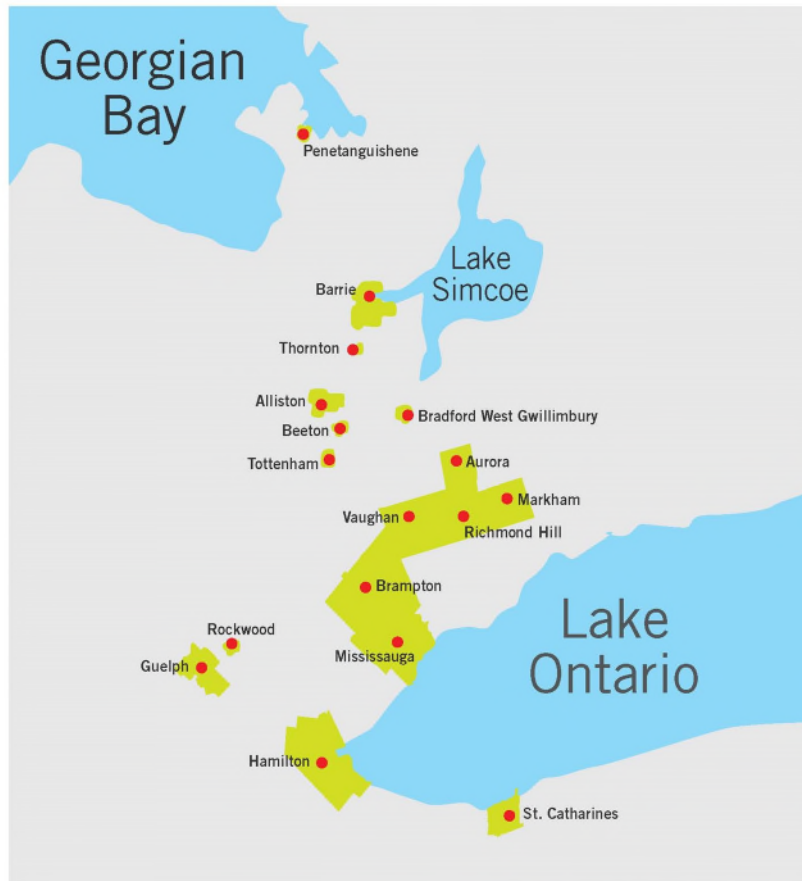 Georgian
Bay
Penetanguishene
Lake
Simcoe
Barrie
Thornton
Alliston
Bradford West Gwillimbury
Beeton
Tottenham
Aurora
Markham
Vaughan
Richmond Hill
Brampton
Lake
Ontario
Rockwood
Mississauga
Guelph
Hamilton
St. Catharines